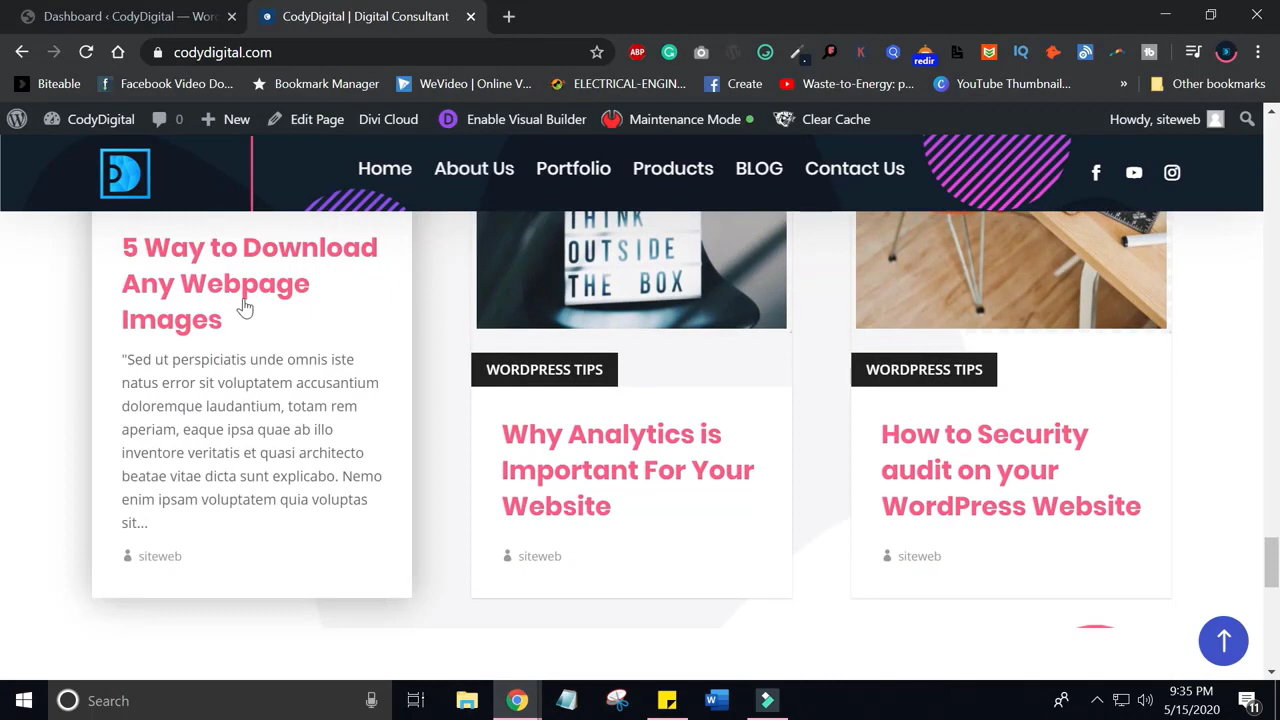 Dashboard ‹ CodyDigital — Wor
CodyDigital | Digital Consultant
codydigital.com
ABP
redir
IQ
Biteable
Facebook Video Do...
Bookmark Manager
WeVideo | Online V...
ELECTRICAL-ENGIN...
Create
Waste-to-Energy: p...
YouTube Thumbnail...
»
Other bookmarks
CodyDigital
0
New
Edit Page
Divi Cloud
Enable Visual Builder
Maintenance Mode
Clear Cache
Howdy, siteweb
Home
About Us
Portfolio
Products
BLOG
Contact Us
5 Way to Download
Any Webpage
Images
"Sed ut perspiciatis unde omnis iste
natus error sit voluptatem accusantium
doloremque laudantium, totam rem
aperiam, eaque ipsa quae ab illo
inventore veritatis et quasi architecto
beatae vitae dicta sunt explicabo. Nemo
enim ipsam voluptatem quia voluptas
sit...
siteweb
THINK
OUTSIDE
THE BOX
WORDPRESS TIPS
Why Analytics is
Important For Your
Website
siteweb
WORDPRESS TIPS
How to Security
audit on your
WordPress Website
siteweb
Search
9:35 PM
5/15/2020
11